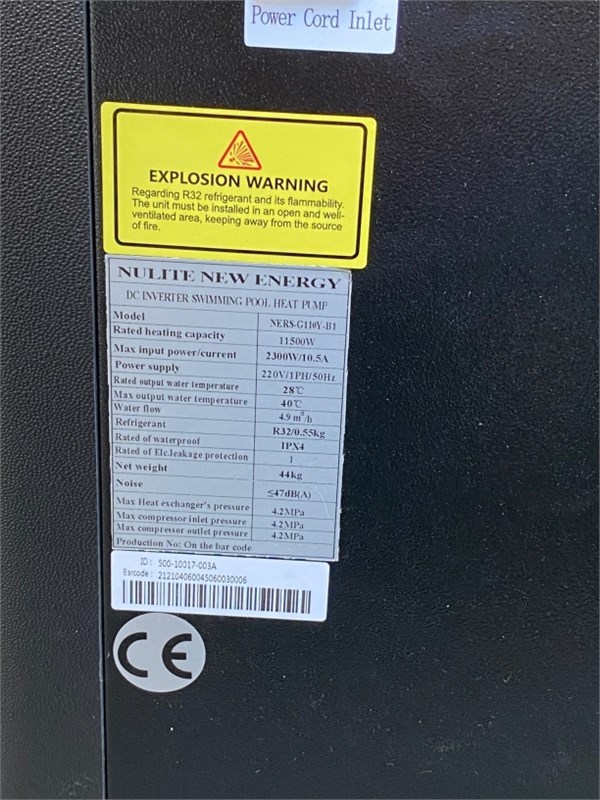 Power Cord Inlet
EXPLOSION WARNING
Regarding R32 refrigerant and its flammability.
The unit must be installed in an open and well-
ventilated area, keeping away from the source
of fire.
NULITE NEW ENERGY
DC INVERTER SWIMMING POOL HEAT PUMP
Model NERS-G110Y-B1
Rated heating capacity 11500W
Max input power/current 2300W/10.5A
Power supply 220V/1PH/50Hz
Rated output water temperature 28℃
Max output water temperature 40℃
Water flow 4.9 m³/h
Refrigerant R32/0.55kg
Rated of waterproof IPX4
Rated of Elc.leakage protection I
Net weight 44kg
Noise ≤47dB(A)
Max Heat exchanger's pressure 4.2MPa
Max compressor inlet pressure 4.2MPa
Max compressor outlet pressure 4.2MPa
Production No: On the bar code
ID: 500-10017-003A
Barcode: 212104060045060030006
CE